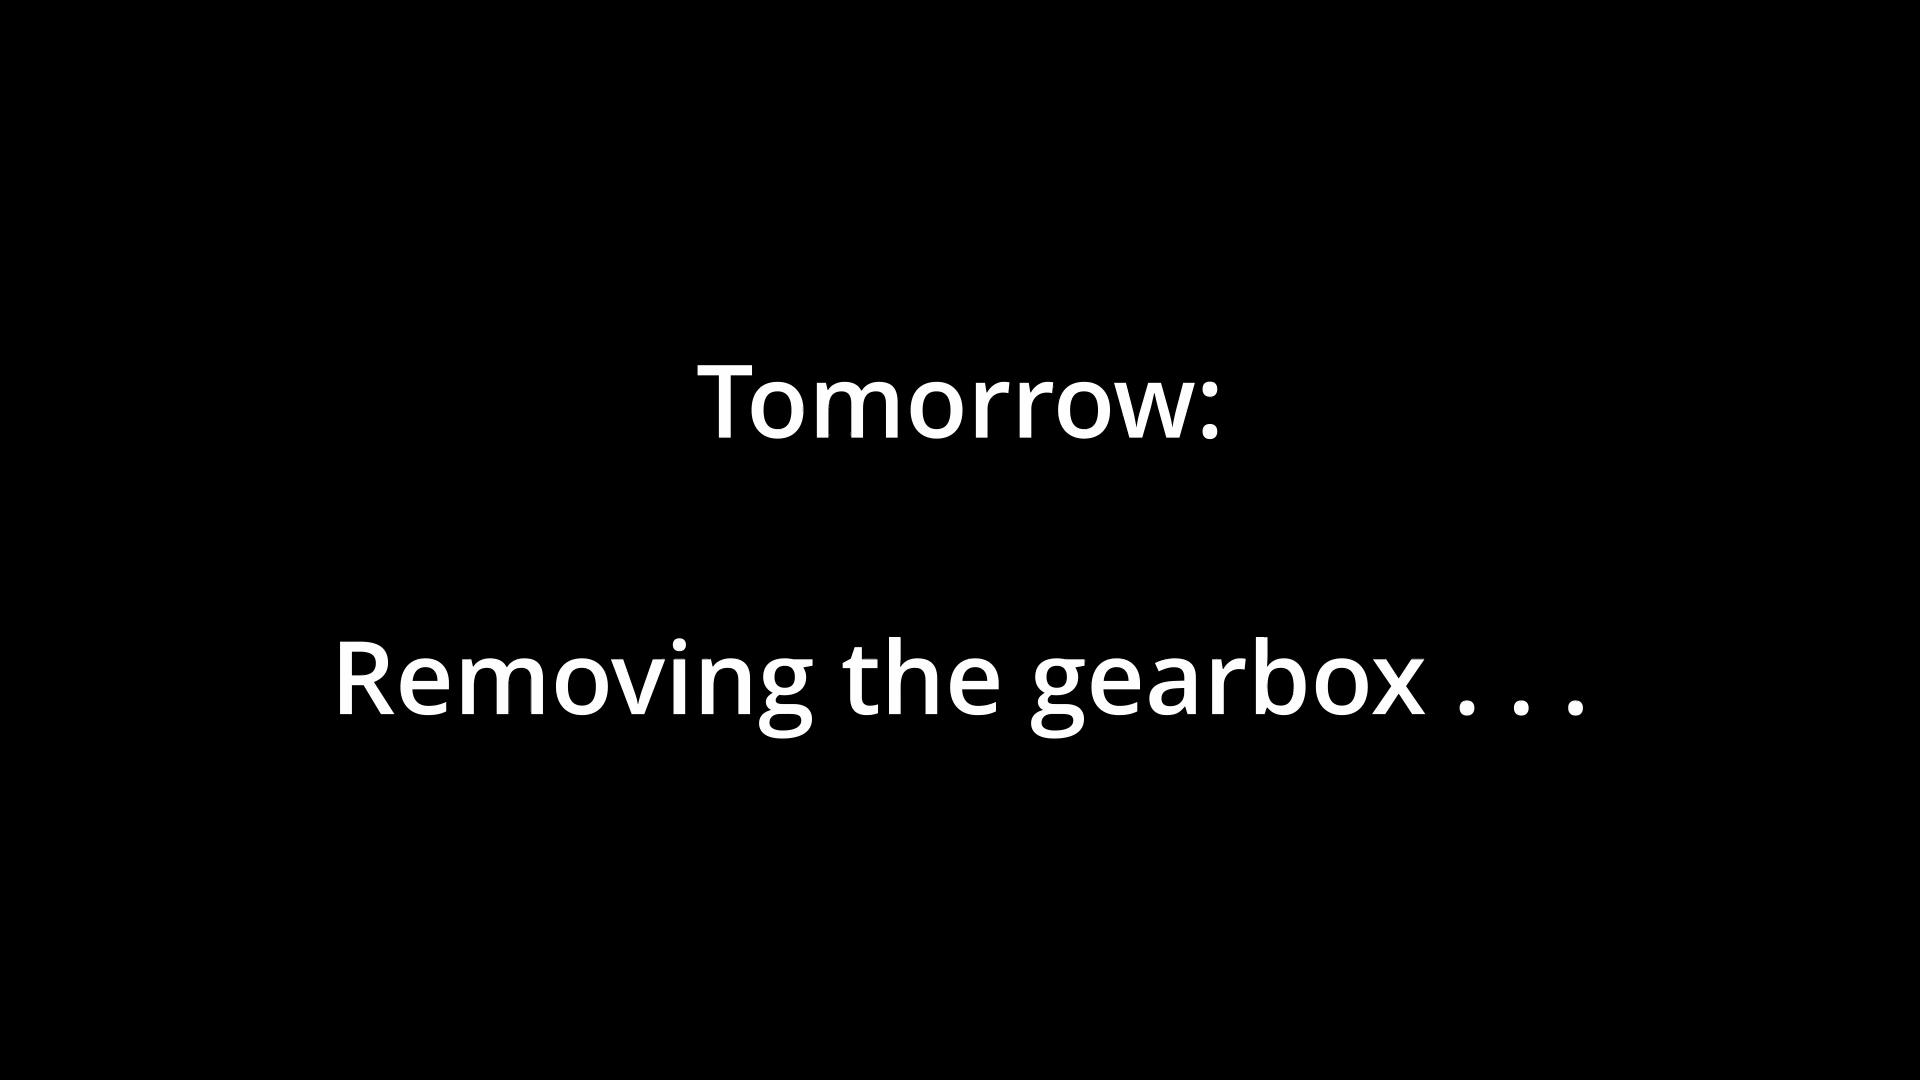 Tomorrow:
Removing the gearbox . . .